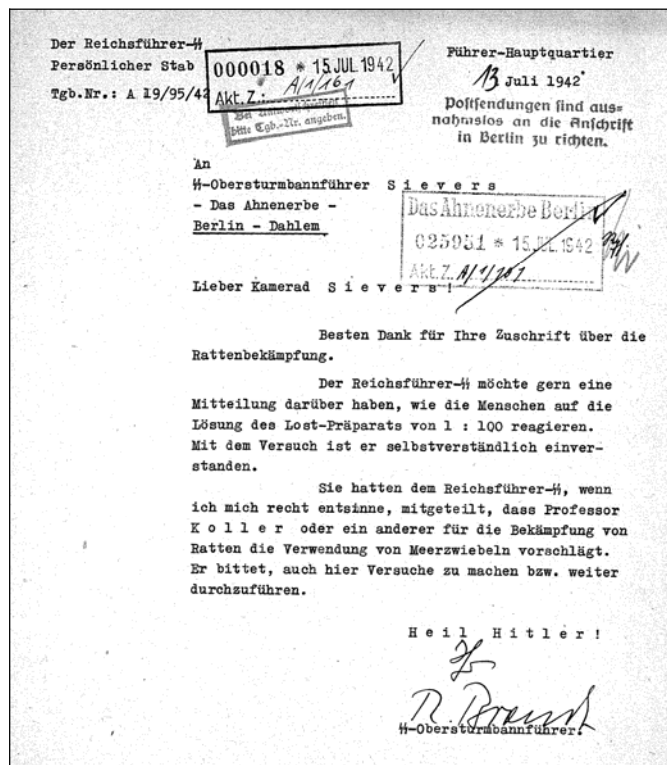 Der Reichsführer-SS
Persönlicher Stab
Tgb.Nr.: A 19/95/42
000018 * 15. JUL 1942
Akt. Z.: A/1/161
Bei Antwort
bitte Tgb.-Nr. angeben.
Führer-Hauptquartier
13 Juli 1942
Postsendungen sind aus=
nahmslos an die Anschrift
in Berlin zu richten.
An
SS-Obersturmbannführer S i e v e r s
- Das Ahnenerbe -
Berlin - Dahlem
Das Ahnenerbe Berlin
025951 * 15. JUL. 1942
Akt. Z. A/1/161
Lieber Kamerad S i e v e r s !
Besten Dank für Ihre Zuschrift über die
Rattenbekämpfung.
Der Reichsführer-SS möchte gern eine
Mitteilung darüber haben, wie die Menschen auf die
Lösung des Lost-Präparats von 1 : 100 reagieren.
Mit dem Versuch ist er selbstverständlich einver-
standen.
Sie hatten dem Reichsführer-SS, wenn
ich mich recht entsinne, mitgeteilt, dass Professor
K o l l e r oder ein anderer für die Bekämpfung von
Ratten die Verwendung von Meerzwiebeln vorschlägt.
Er bittet, auch hier Versuche zu machen bzw. weiter
durchzuführen.
H e i l H i t l e r !
R. Brandt
SS-Obersturmbannführer.